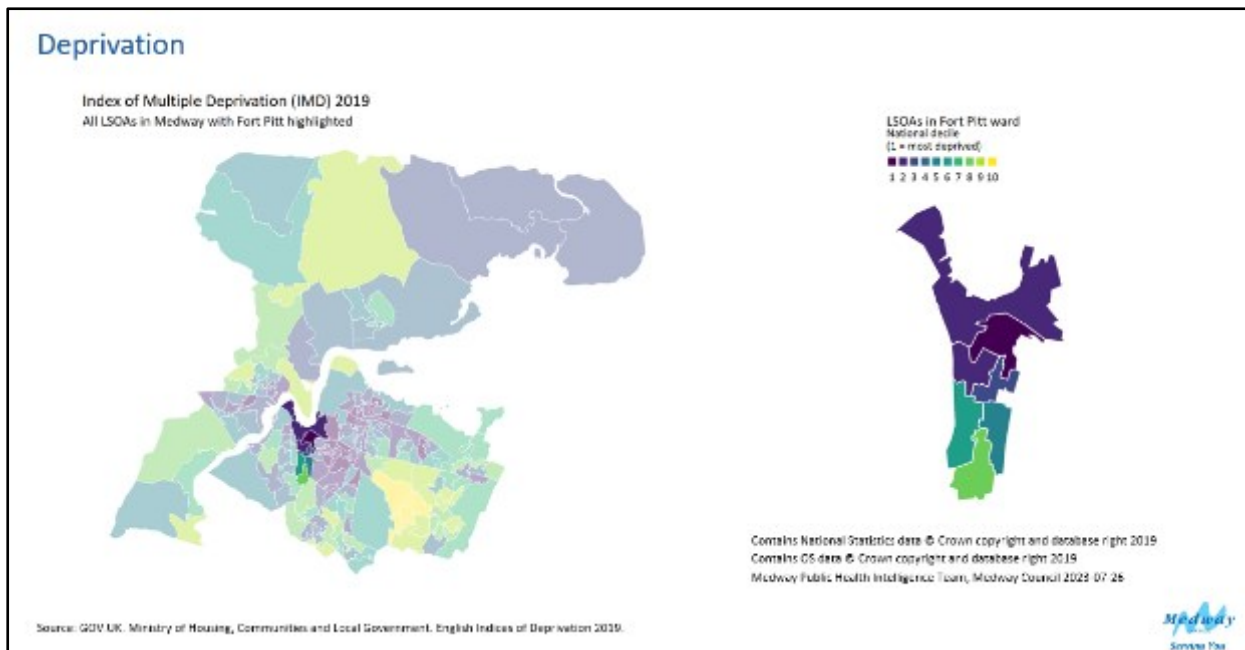 Deprivation
Index of Multiple Deprivation (IMD) 2019
All LSOAs in Medway with Fort Pitt highlighted
LSOAs in Fort Pitt ward
National decile
(1 = most deprived)
1 2 3 4 5 6 7 8 9 10
Contains National Statistics data © Crown copyright and database right 2019
Contains OS data © Crown copyright and database right 2019
Medway Public Health Intelligence Team, Medway Council 2023-07-26
Source: GOV.UK. Ministry of Housing, Communities and Local Government. English Indices of Deprivation 2019.
Medway
Serving You